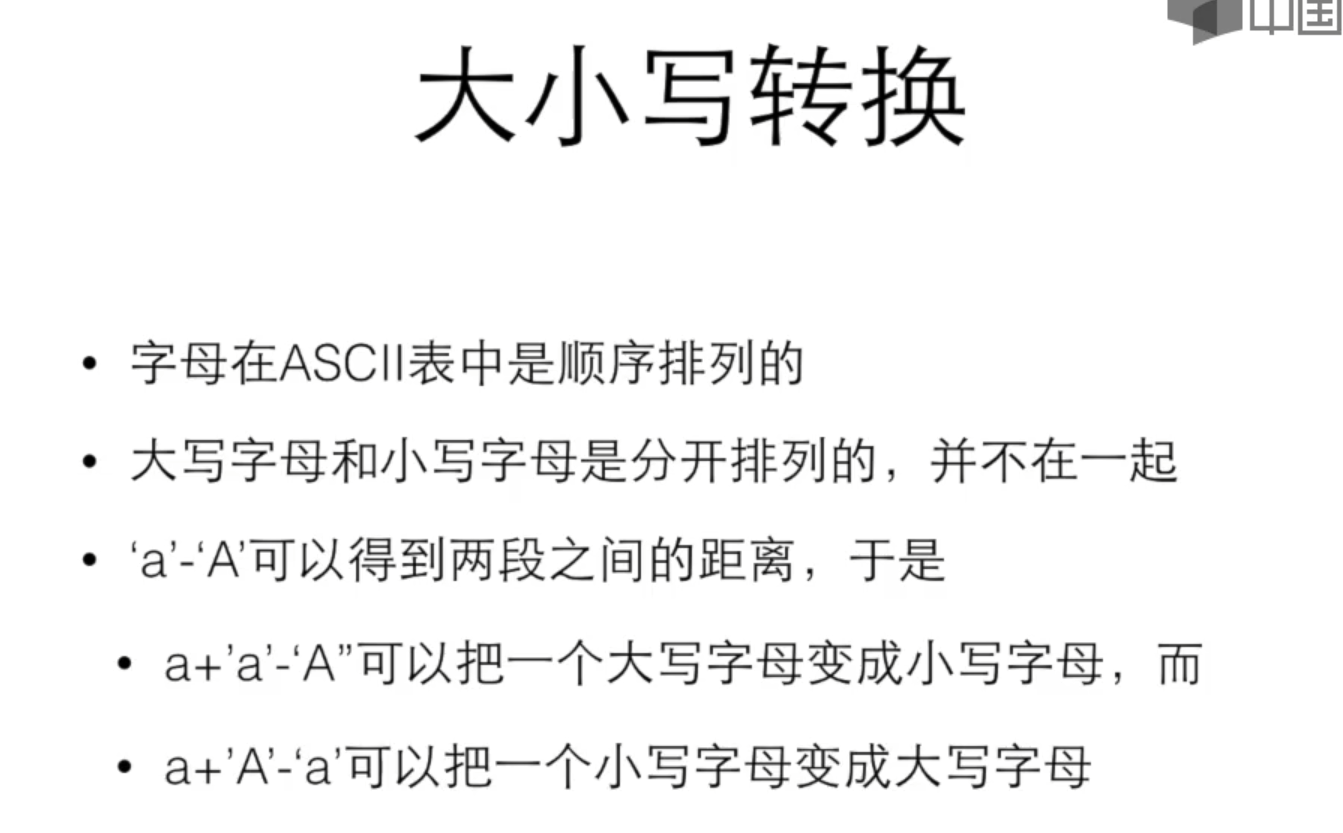 中国
大小写转换
• 字母在ASCII表中是顺序排列的
• 大写字母和小写字母是分开排列的，并不在一起
• ‘a’-‘A’可以得到两段之间的距离，于是
• a+’a’-‘A”可以把一个大写字母变成小写字母，而
• a+’A’-‘a’可以把一个小写字母变成大写字母